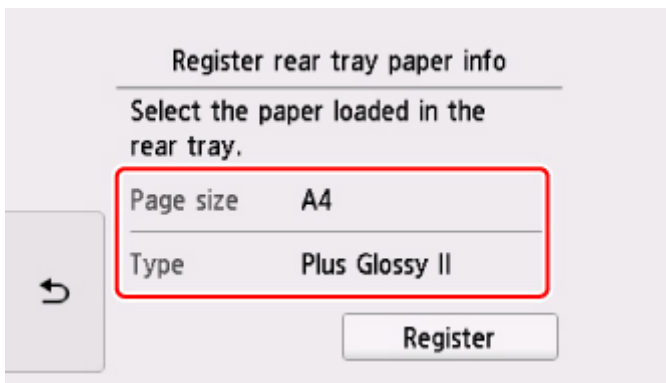 Register rear tray paper info
Select the paper loaded in the
rear tray.
Page size A4
Type Plus Glossy II
Register